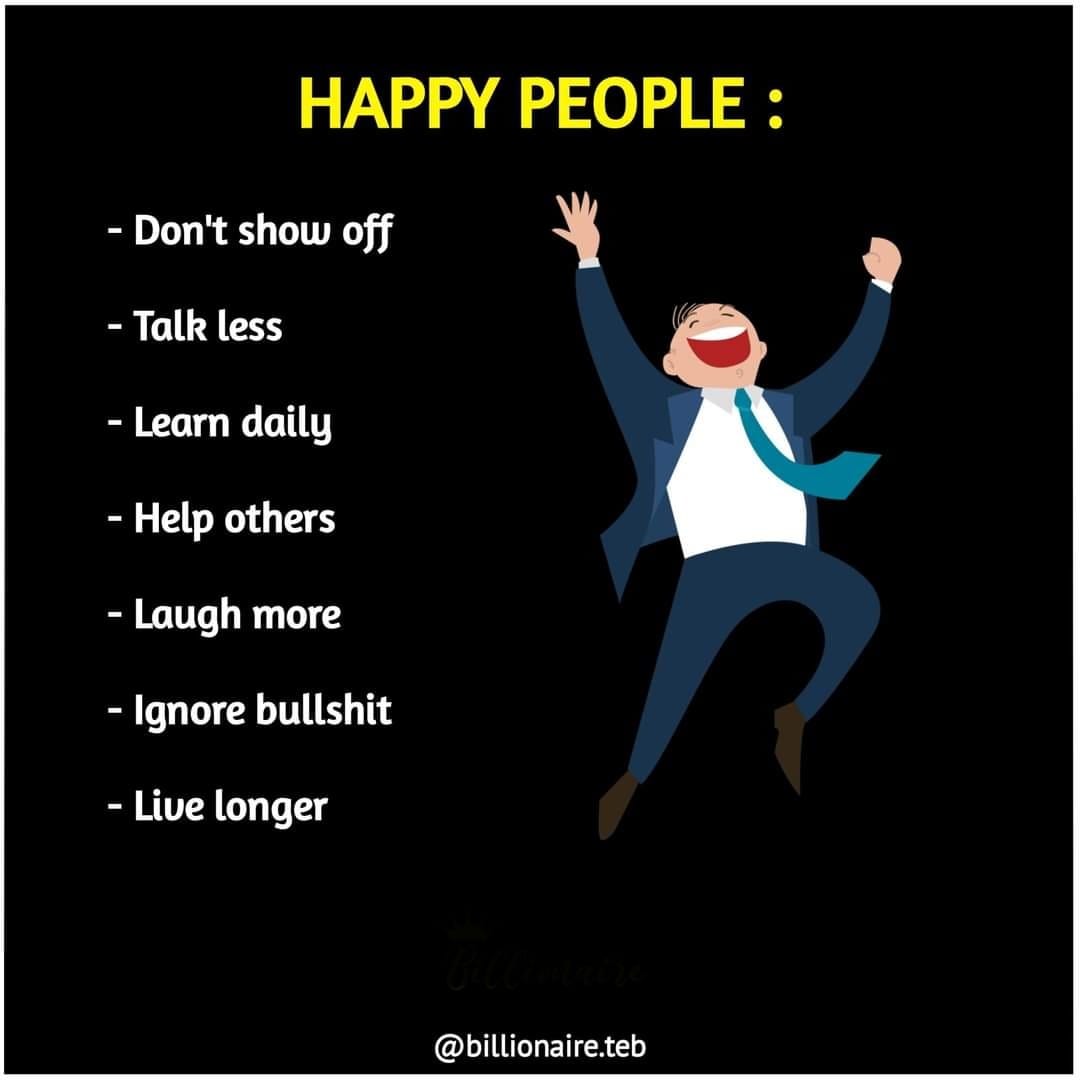 HAPPY PEOPLE :
- Don't show off
- Talk less
- Learn daily
- Help others
- Laugh more
- Ignore bullshit
- Live longer
Billionaire
@billionaire.teb